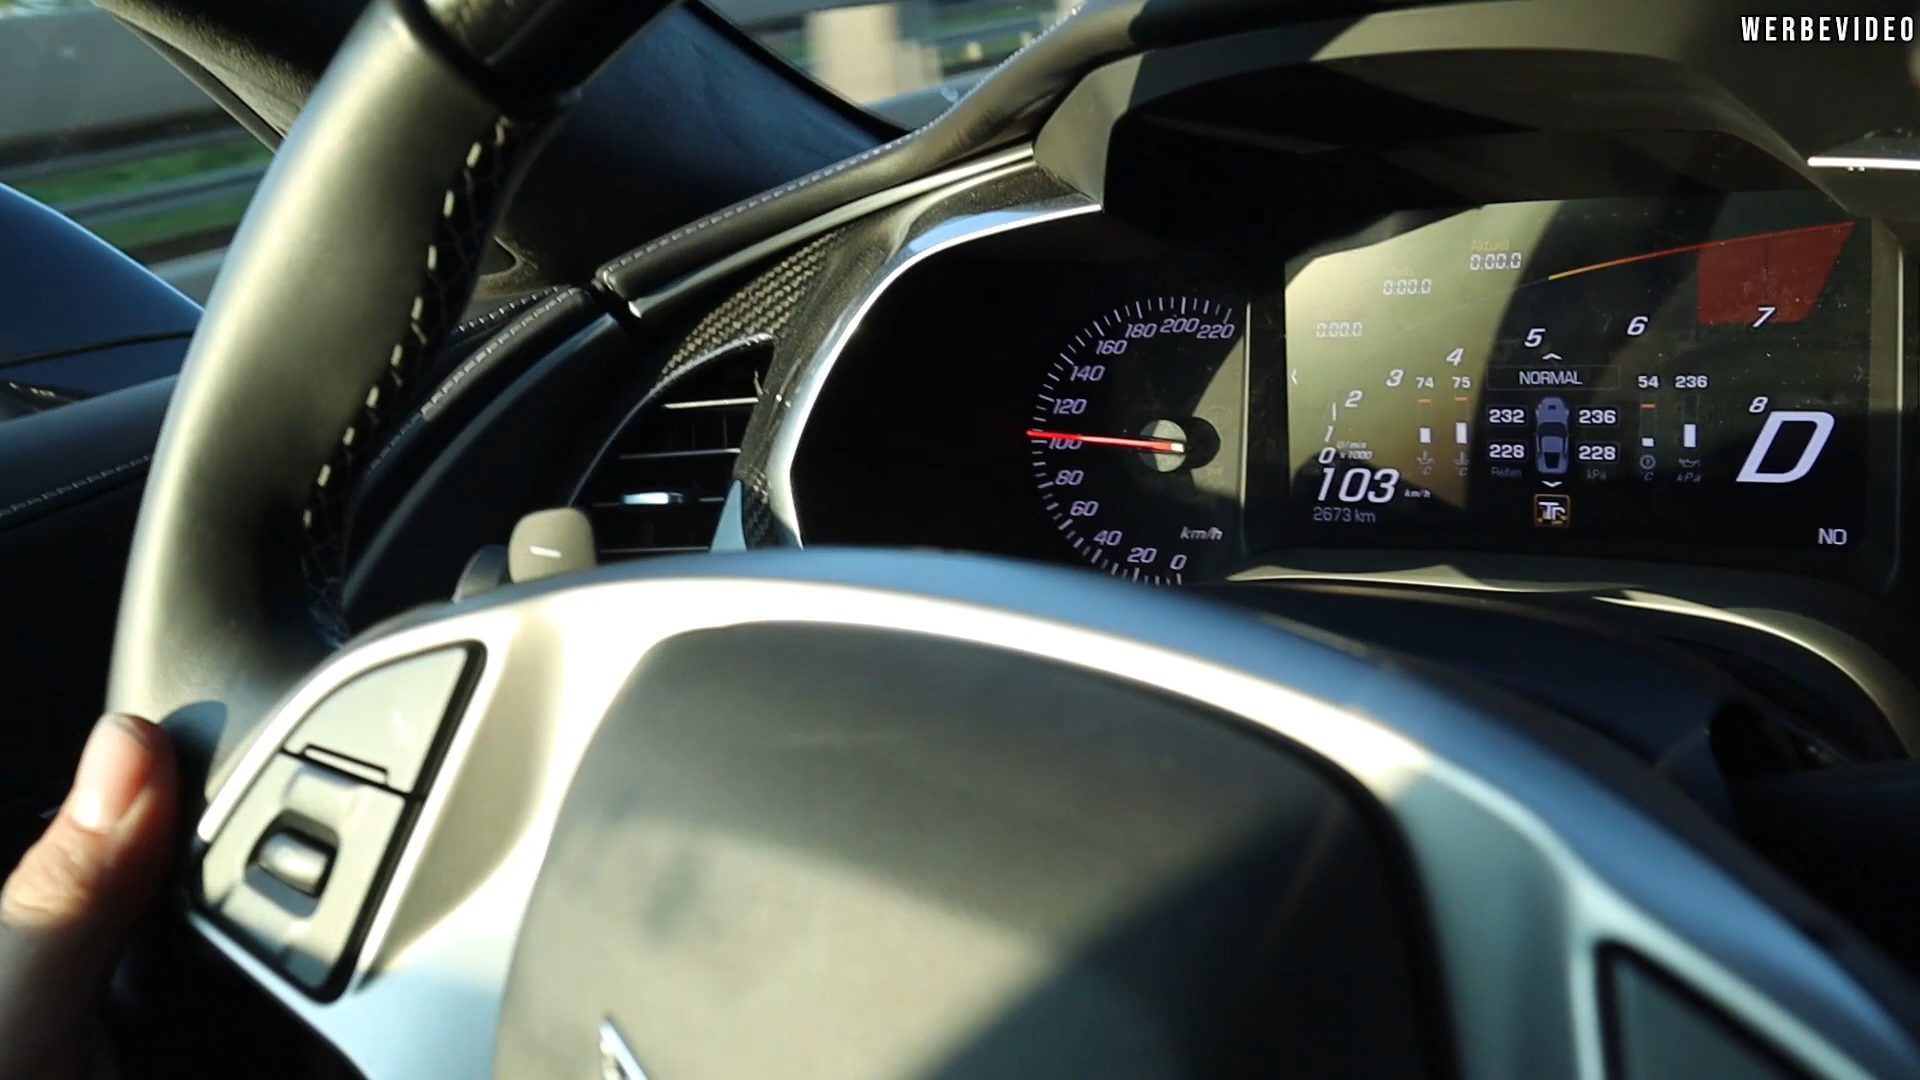 WERBEVIDEO
Aktuell
0:00.0
0:00.0
0:00.0
220
200
180
160
140
120
100
80
60
40
20
0
km/h
1
2
3
4
5
6
7
8
NORMAL
74 75
54 236
232 236
228 228
Reifen kPa
°C °C °C kPa
0 x1000
U/min
103 km/h
2673 km
D
NO